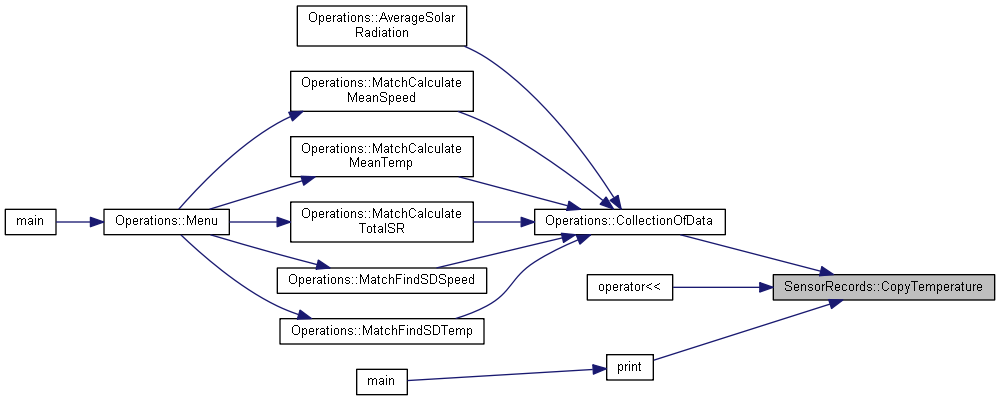 Operations::AverageSolar
Radiation
Operations::MatchCalculate
MeanSpeed
Operations::MatchCalculate
MeanTemp
main
Operations::Menu
Operations::MatchCalculate
TotalSR
Operations::CollectionOfData
Operations::MatchFindSDSpeed
operator<<
SensorRecords::CopyTemperature
Operations::MatchFindSDTemp
print
main